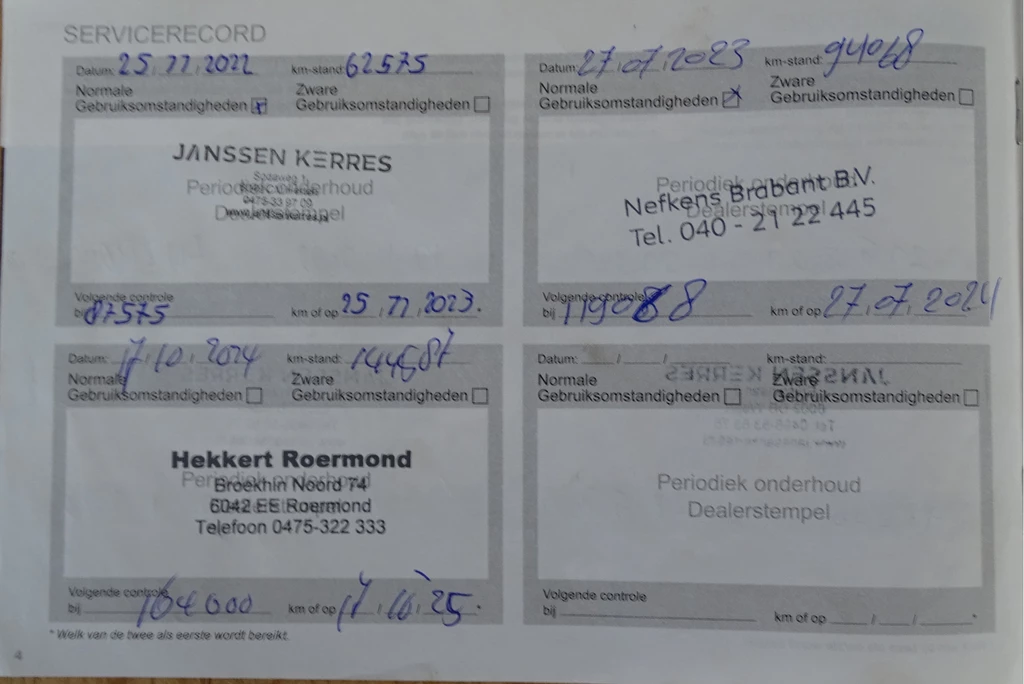 SERVICERECORD
Datum: 25.11.2022 km-stand: 62575
Normale Gebruiksomstandigheden Zware Gebruiksomstandigheden
JANSSEN KERRES
Periodiek onderhoud
Dealerstempel
Volgende controle
bij 87575 km of op 25.11.2023.
Datum: 27.07.2023 km-stand: 94068
Normale Gebruiksomstandigheden Zware Gebruiksomstandigheden
Periodiek onderhoud
Nefkens Brabant B.V.
Dealerstempel
Tel. 040 - 21 22 445
Volgende controle
bij 119088 km of op 27.07.2024
Datum: 17.10.2024 km-stand:
Normale Gebruiksomstandigheden Zware Gebruiksomstandigheden
Hekkert Roermond
Broekhin Noord 74
6042 EE Roermond
Telefoon 0475-322 333
Volgende controle
bij 164000 km of op 17.10.25.
Datum: / / km-stand:
Normale Gebruiksomstandigheden Zware Gebruiksomstandigheden
JANSSEN KERRES
Periodiek onderhoud
Dealerstempel
Volgende controle
bij km of op / / *
* Welk van de twee als eerste wordt bereikt.
4